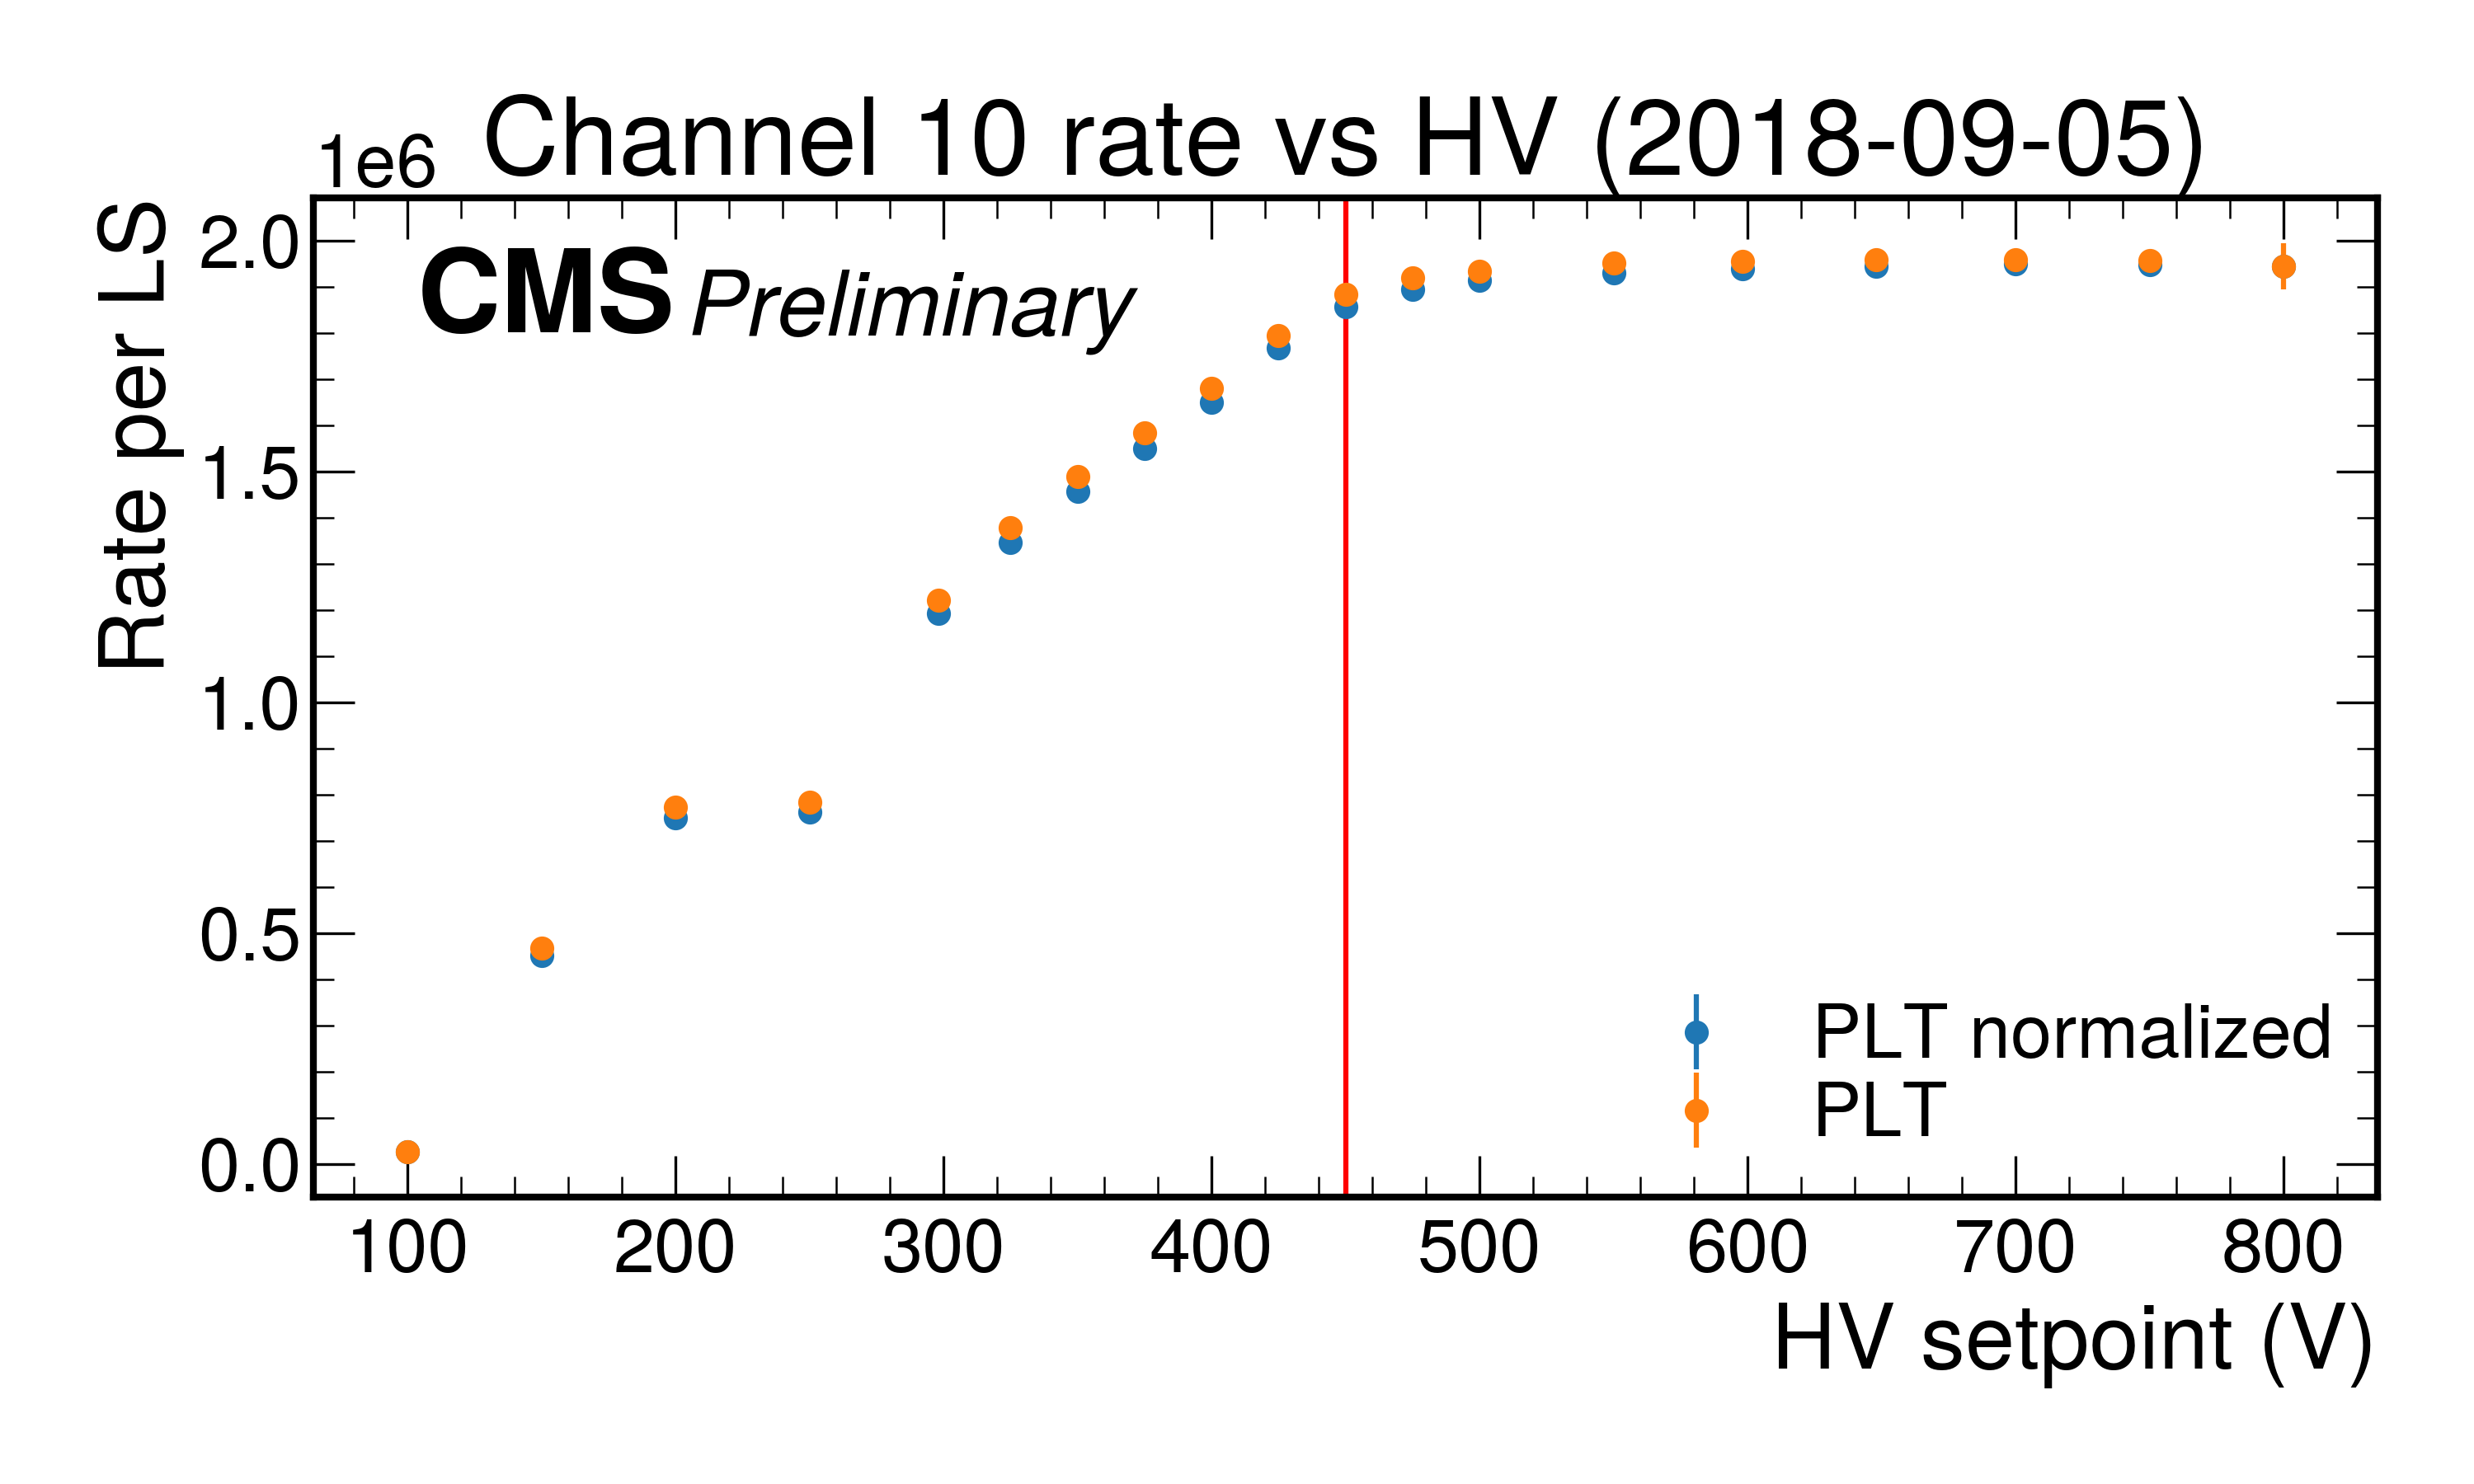 Channel 10 rate vs HV (2018-09-05)
1e6
CMS Preliminary
Rate per LS
2.0
1.5
1.0
0.5
0.0
PLT normalized
PLT
100 200 300 400 500 600 700 800
HV setpoint (V)